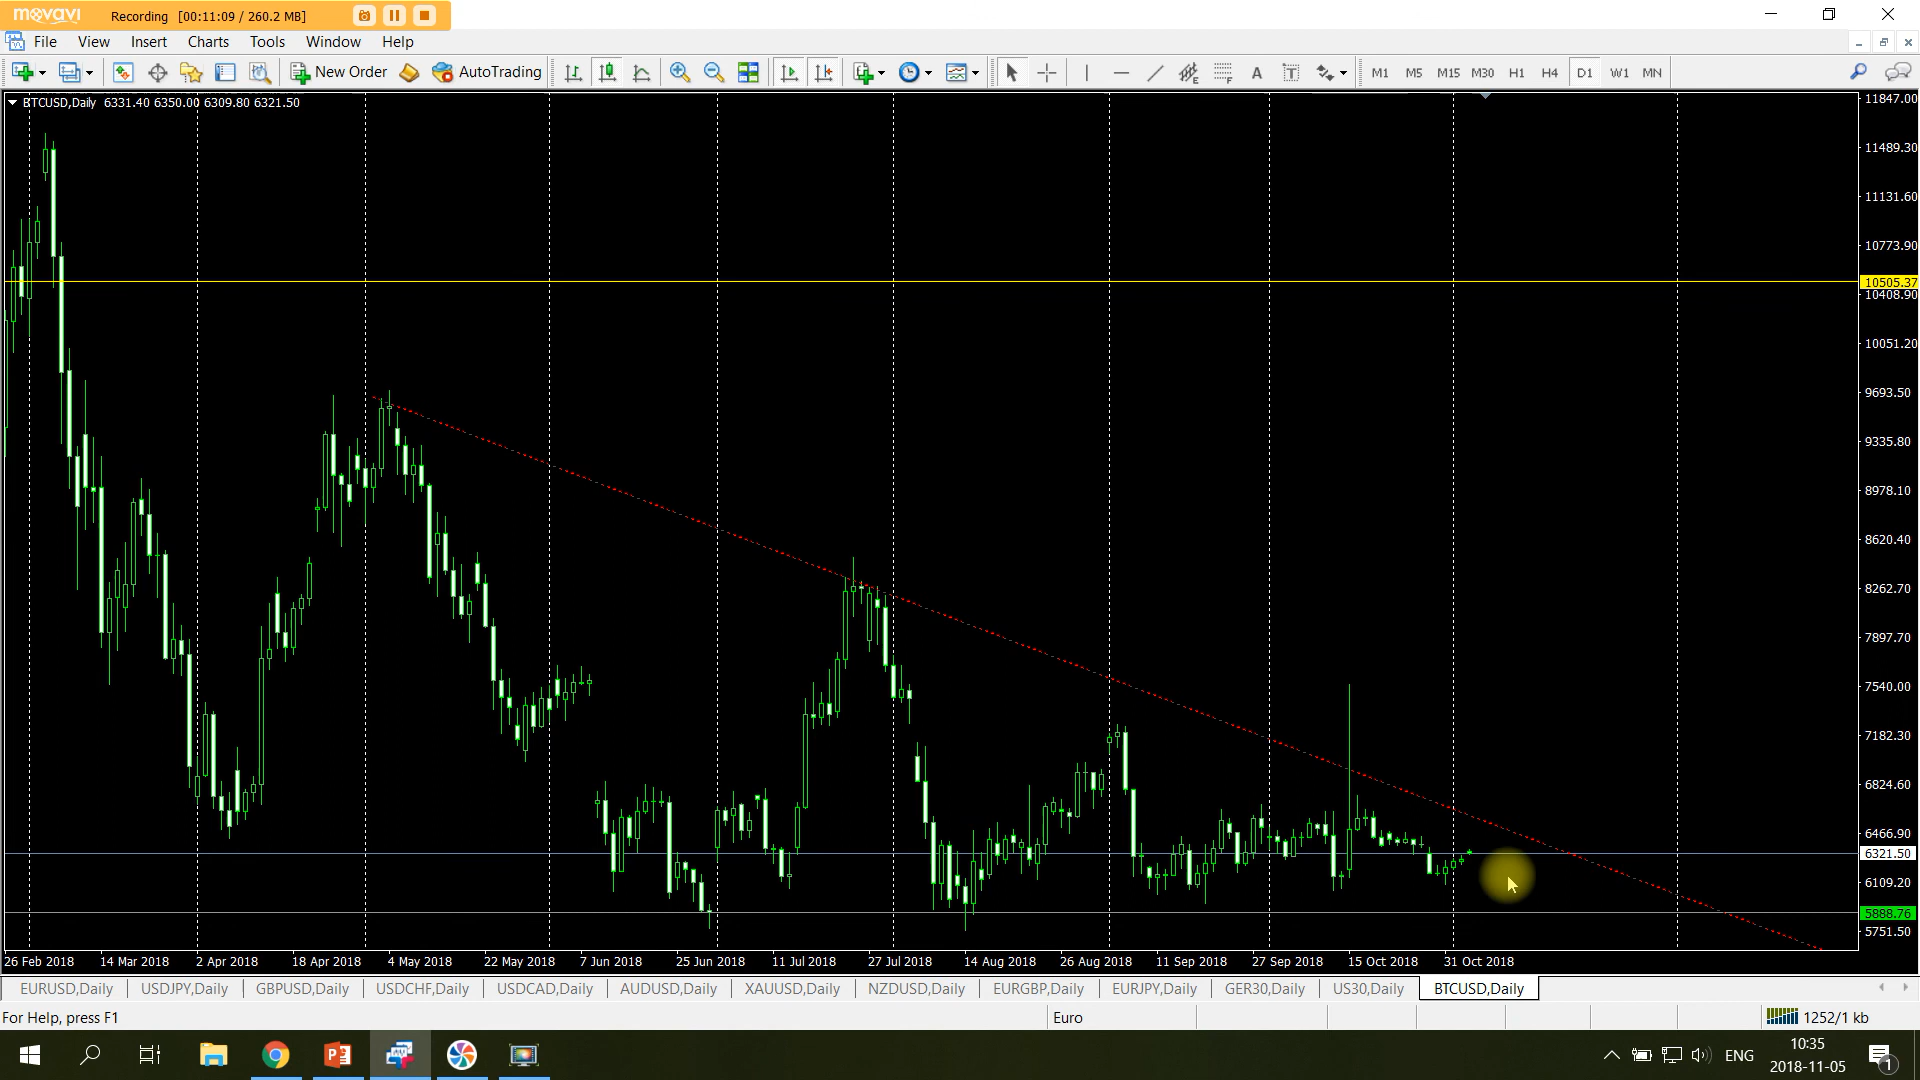 movavi Recording [00:11:09 / 260.2 MB]
File View Insert Charts Tools Window Help
New Order AutoTrading A T M1 M5 M15 M30 H1 H4 D1 W1 MN
BTCUSD,Daily 6331.40 6350.00 6309.80 6321.50
11847.00
11489.30
11131.60
10773.90
10505.37
10408.90
10051.20
9693.50
9335.80
8978.10
8620.40
8262.70
7897.70
7540.00
7182.30
6824.60
6466.90
6321.50
6109.20
5888.76
5751.50
26 Feb 2018 14 Mar 2018 2 Apr 2018 18 Apr 2018 4 May 2018 22 May 2018 7 Jun 2018 25 Jun 2018 11 Jul 2018 27 Jul 2018 14 Aug 2018 26 Aug 2018 11 Sep 2018 27 Sep 2018 15 Oct 2018 31 Oct 2018
EURUSD,Daily USDJPY,Daily GBPUSD,Daily USDCHF,Daily USDCAD,Daily AUDUSD,Daily XAUUSD,Daily NZDUSD,Daily EURGBP,Daily EURJPY,Daily GER30,Daily US30,Daily BTCUSD,Daily
For Help, press F1 Euro 1252/1 kb
ENG 10:35
2018-11-05 1